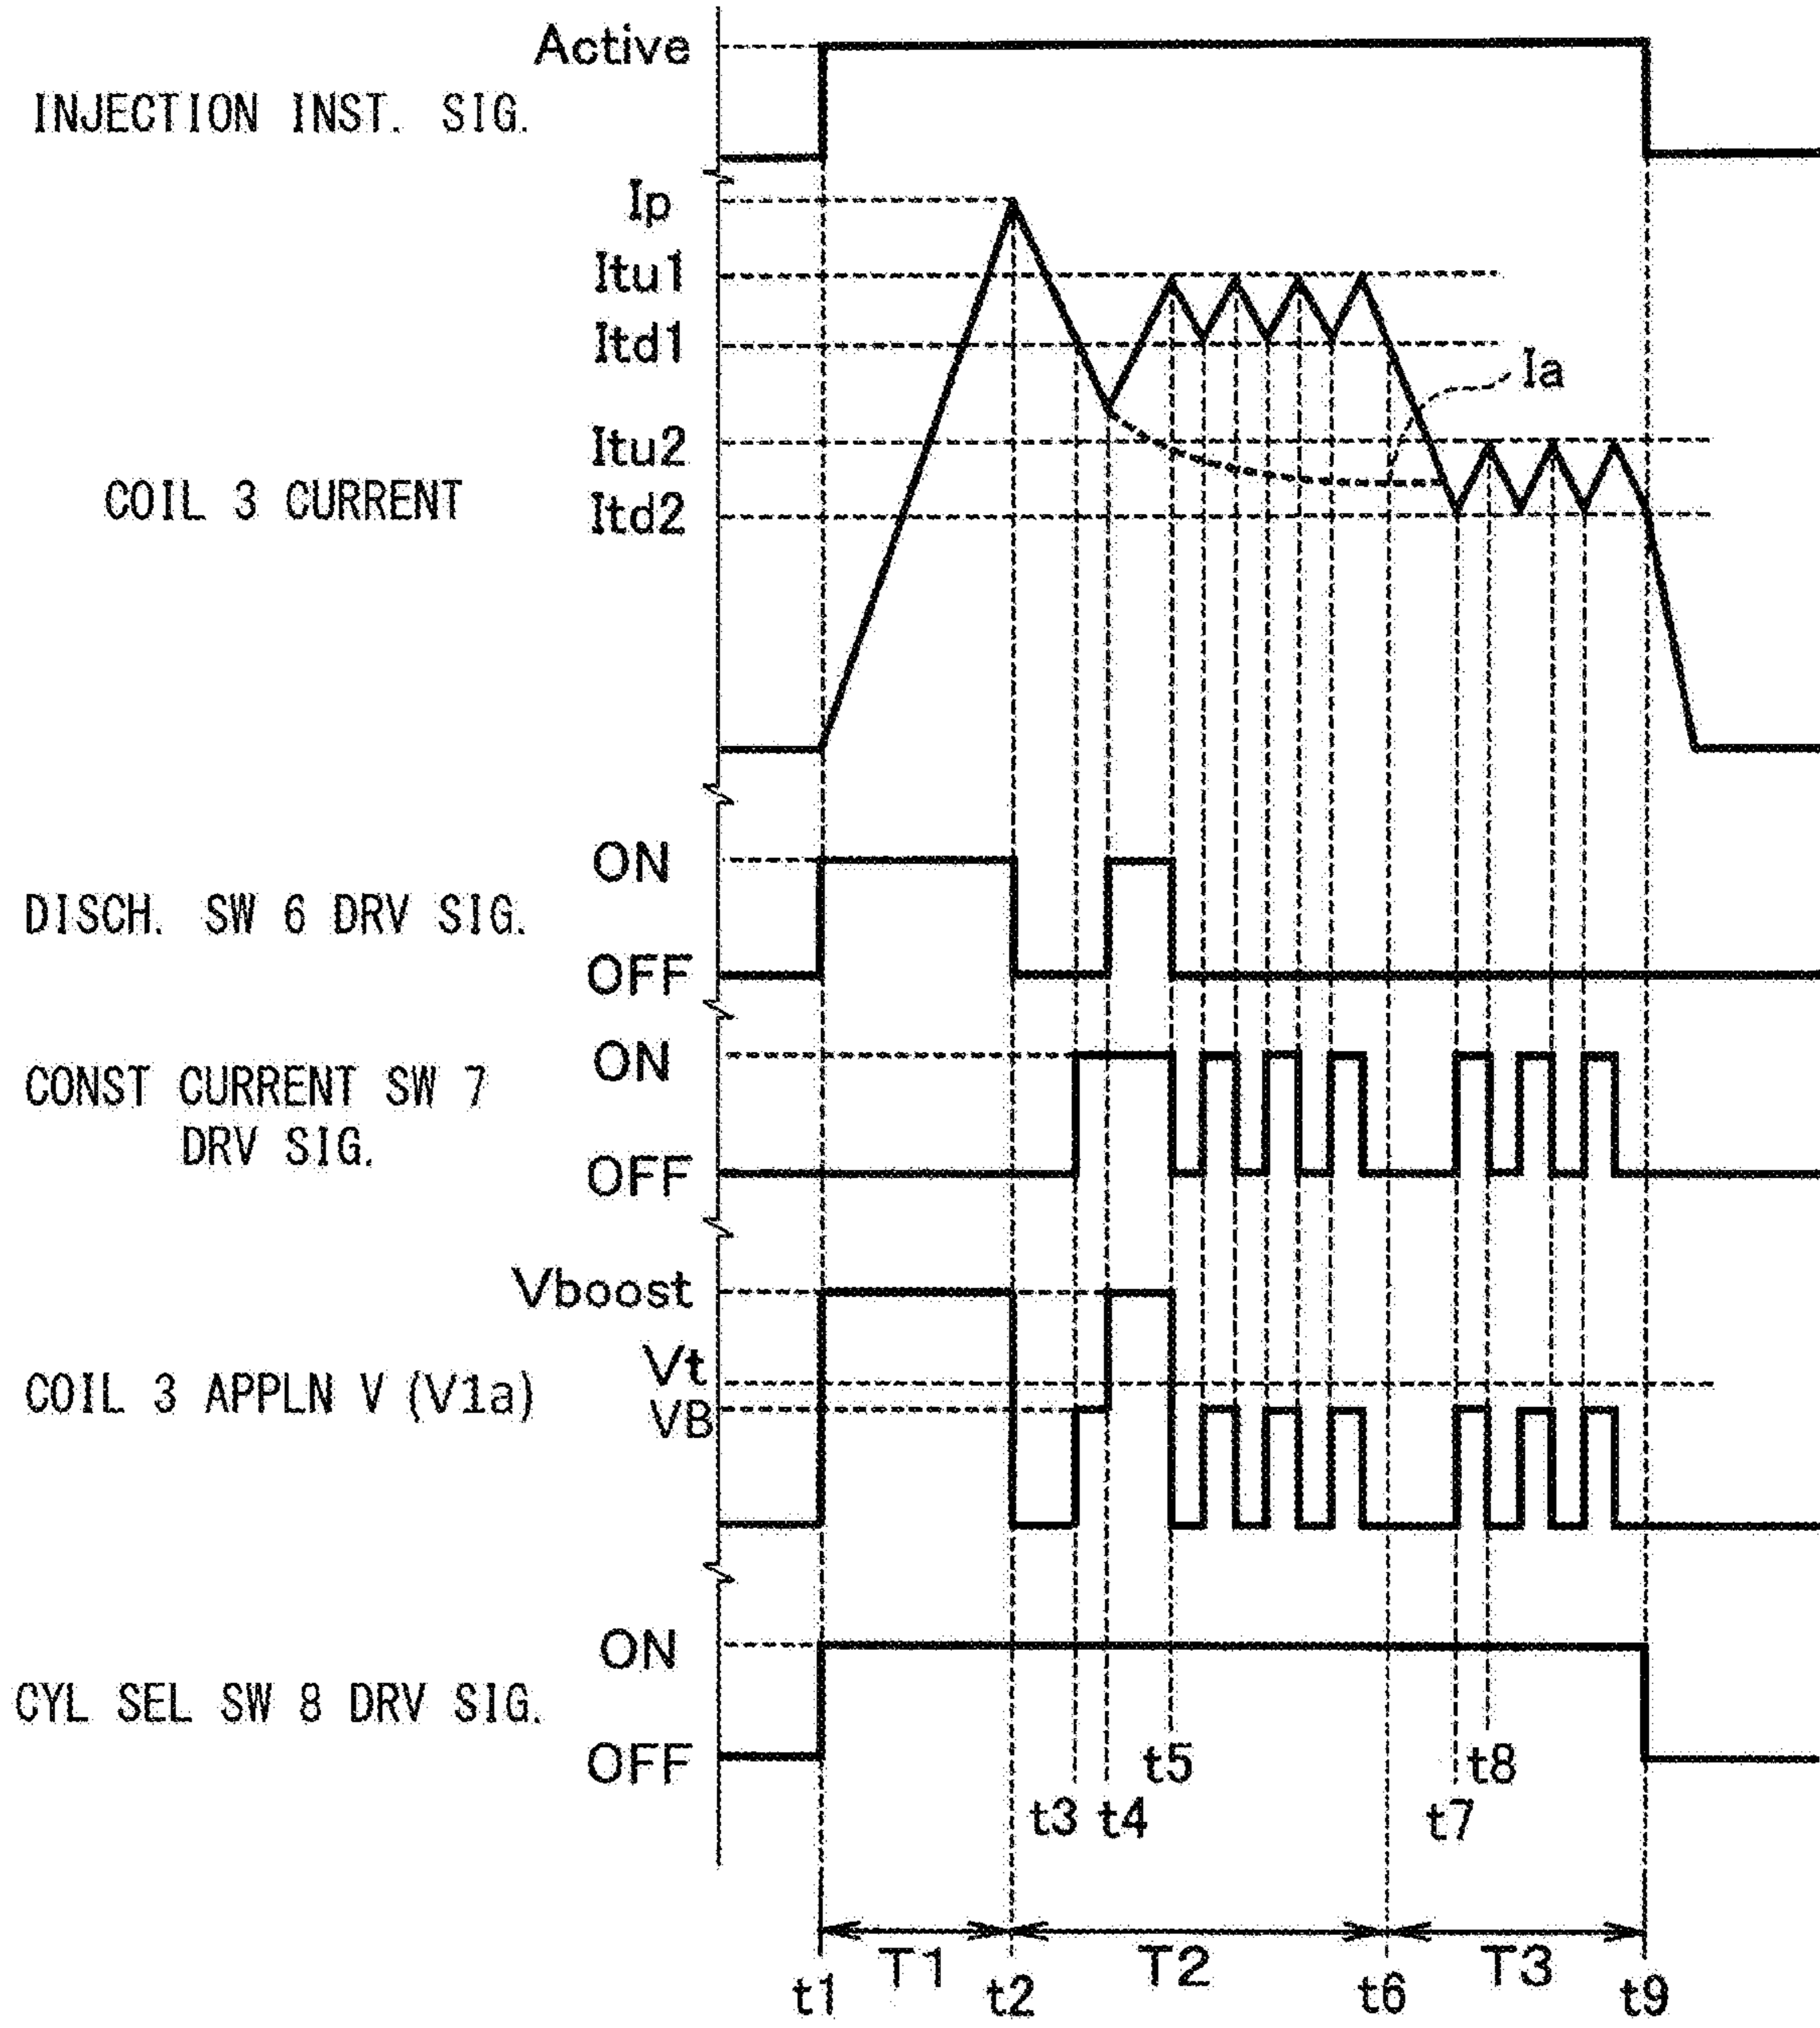 Active
INJECTION INST. SIG.
Ip
Itu1
Itd1
Ia
Itu2
COIL 3 CURRENT
Itd2
ON
DISCH. SW 6 DRV SIG.
OFF
ON
CONST CURRENT SW 7
DRV SIG.
OFF
Vboost
Vt
COIL 3 APPLN V (V1a)
VB
ON
CYL SEL SW 8 DRV SIG.
OFF
t5 t8
t3 t4 t7
T1 T2 T3
t1 t2 t6 t9